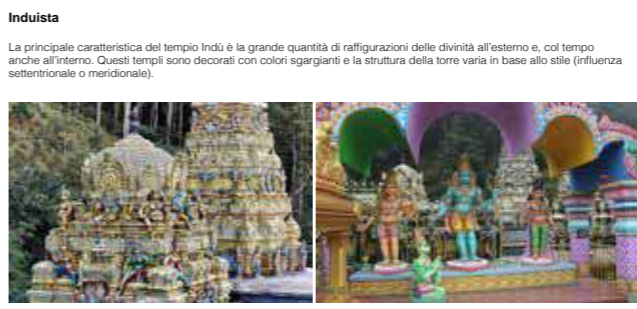 Induista
La principale caratteristica del tempio Indù è la grande quantità di raffigurazioni delle divinità all'esterno e, col tempo
anche all'interno. Questi templi sono decorati con colori sgargianti e la struttura della torre varia in base allo stile (influenza
settentrionale o meridionale).